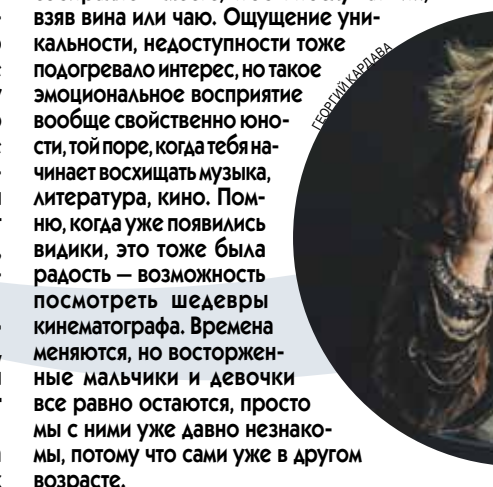 взяв вина или чаю. Ощущение уни-
кальности, недоступности тоже
подогревало интерес, но такое
эмоциональное восприятие
вообще свойственно юно-
сти, той поре, когда тебя на-
чинает восхищать музыка,
литература, кино. Пом-
ню, когда уже появились
видики, это тоже была
радость — возможность
посмотреть шедевры
кинематографа. Времена
меняются, но восторжен-
ные мальчики и девочки
все равно остаются, просто
мы с ними уже давно незнако-
мы, потому что сами уже в другом
возрасте.
ГЕОРГИЙ КАРДАВА